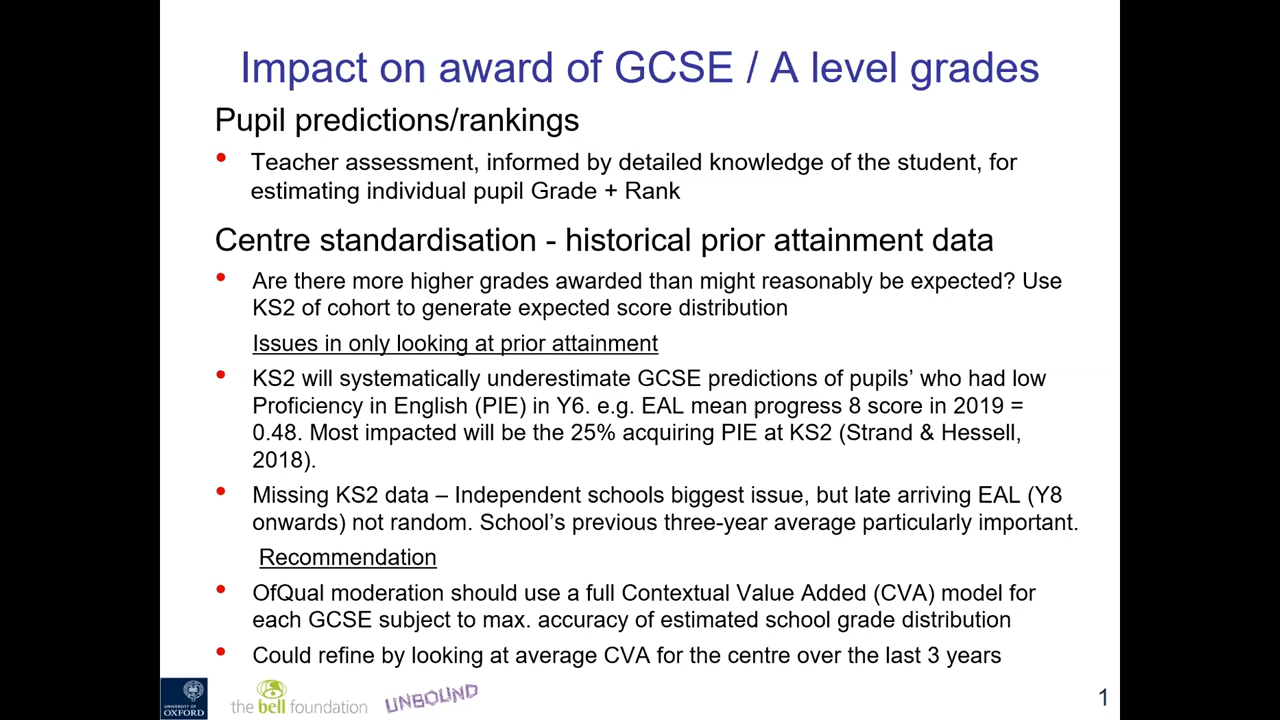 Impact on award of GCSE / A level grades
Pupil predictions/rankings
• Teacher assessment, informed by detailed knowledge of the student, for
estimating individual pupil Grade + Rank
Centre standardisation - historical prior attainment data
• Are there more higher grades awarded than might reasonably be expected? Use
KS2 of cohort to generate expected score distribution
Issues in only looking at prior attainment
• KS2 will systematically underestimate GCSE predictions of pupils’ who had low
Proficiency in English (PIE) in Y6. e.g. EAL mean progress 8 score in 2019 =
0.48. Most impacted will be the 25% acquiring PIE at KS2 (Strand & Hessell,
2018).
• Missing KS2 data – Independent schools biggest issue, but late arriving EAL (Y8
onwards) not random. School’s previous three-year average particularly important.
Recommendation
• OfQual moderation should use a full Contextual Value Added (CVA) model for
each GCSE subject to max. accuracy of estimated school grade distribution
• Could refine by looking at average CVA for the centre over the last 3 years
UNIVERSITY OF
OXFORD
the bell foundation
UNBOUND
1